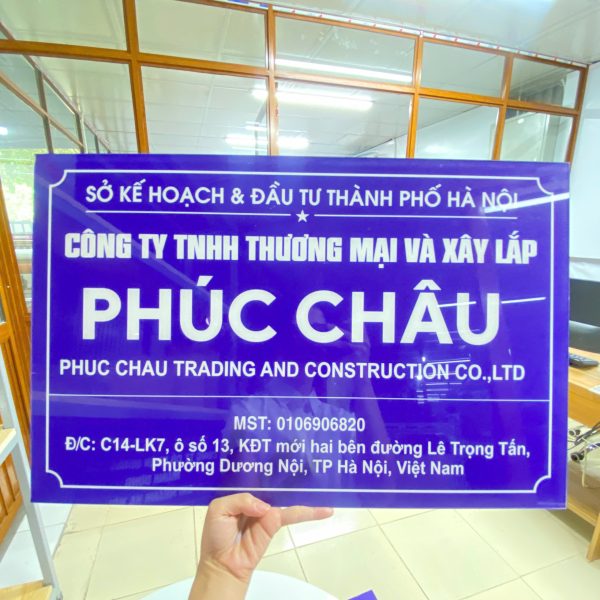 SỞ KẾ HOẠCH & ĐẦU TƯ THÀNH PHỐ HÀ NỘI
CÔNG TY TNHH THƯƠNG MẠI VÀ XÂY LẮP
PHÚC CHÂU
PHUC CHAU TRADING AND CONSTRUCTION CO.,LTD
MST: 0106906820
Đ/C: C14-LK7, ô số 13, KĐT mới hai bên đường Lê Trọng Tấn,
Phường Dương Nội, TP Hà Nội, Việt Nam